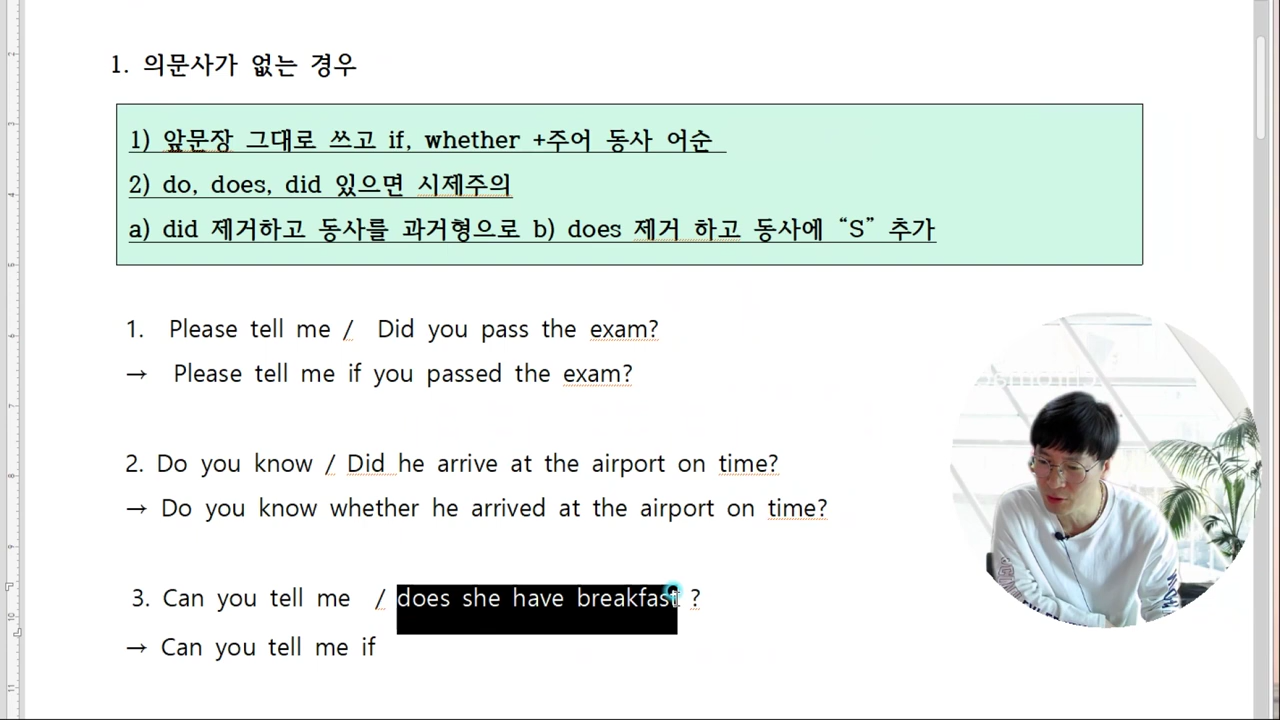 1. 의문사가 없는 경우
1) 앞문장 그대로 쓰고 if, whether +주어 동사 어순
2) do, does, did 있으면 시제주의
a) did 제거하고 동사를 과거형으로 b) does 제거 하고 동사에 “S” 추가
1. Please tell me / Did you pass the exam?
→ Please tell me if you passed the exam?
2. Do you know / Did he arrive at the airport on time?
→ Do you know whether he arrived at the airport on time?
3. Can you tell me / does she have breakfast ?
→ Can you tell me if